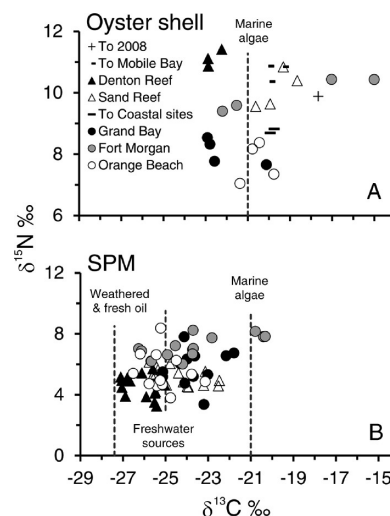 Oyster shell
Marine
algae
12
10
8
6
To 2008
To Mobile Bay
Denton Reef
Sand Reef
To Coastal sites
Grand Bay
Fort Morgan
Orange Beach
A
δ15N ‰
SPM
12
8
4
0
Weathered
& fresh oil
Marine
algae
Freshwater
sources
B
-29 -27 -25 -23 -21 -19 -17 -15
δ13C ‰